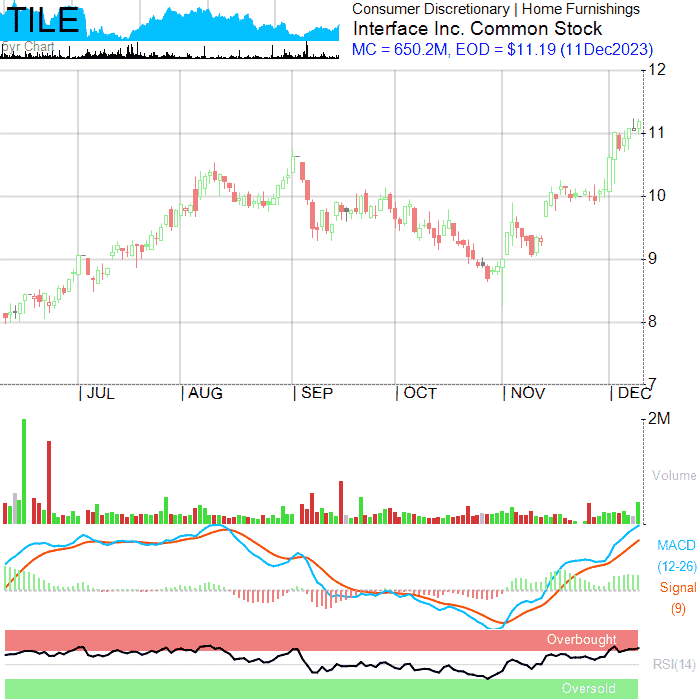 TILE
5yr Chart
Consumer Discretionary | Home Furnishings
Interface Inc. Common Stock
MC = 650.2M, EOD = $11.19 (11Dec2023)
12
11
10
9
8
7
JUL AUG SEP OCT NOV DEC
2M
Volume
MACD
(12-26)
Signal
(9)
Overbought
RSI(14)
Oversold